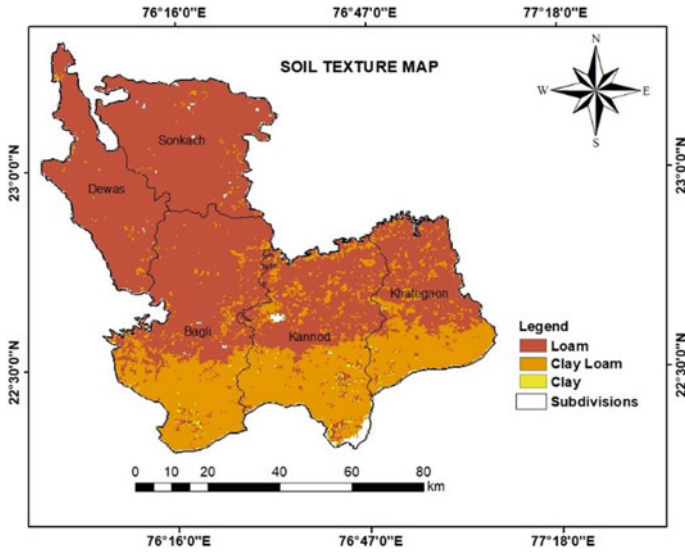 76°16'0"E 76°47'0"E 77°18'0"E
SOIL TEXTURE MAP
N
W E
S
23°0'0"N 23°0'0"N
Sonkach
Dewas
Khategaon
Bagli
Kannod
22°30'0"N 22°30'0"N
Legend
Loam
Clay Loam
Clay
Subdivisions
0 10 20 40 60 80
km
76°16'0"E 76°47'0"E 77°18'0"E